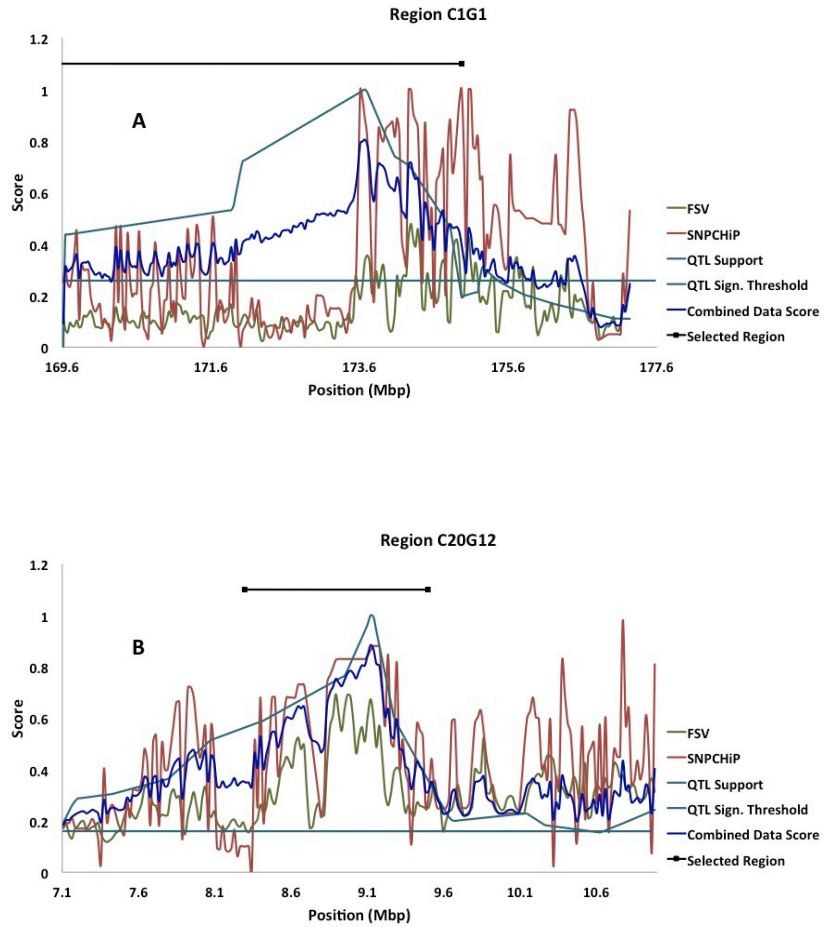 Region C1G1
1.2
1
0.8
0.6
0.4
0.2
0
Score
A
169.6 171.6 173.6 175.6 177.6
Position (Mbp)
FSV
SNPCHiP
QTL Support
QTL Sign. Threshold
Combined Data Score
Selected Region
Region C20G12
1.2
1
0.8
0.6
0.4
0.2
0
Score
B
7.1 7.6 8.1 8.6 9.1 9.6 10.1 10.6
Position (Mbp)
FSV
SNPCHiP
QTL Support
QTL Sign. Threshold
Combined Data Score
Selected Region